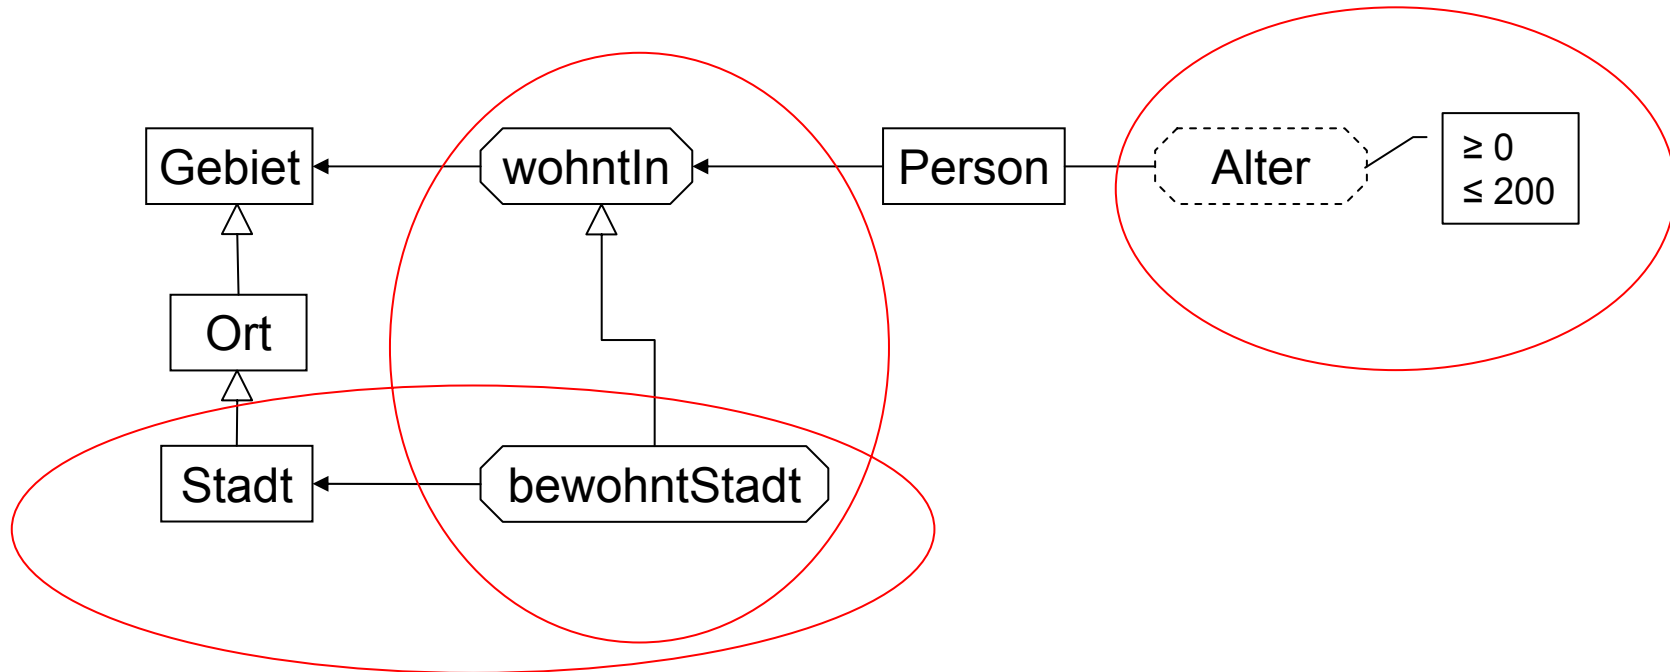 Gebiet
wohntIn
Person
Alter
≥ 0
≤ 200
Ort
Stadt
bewohntStadt